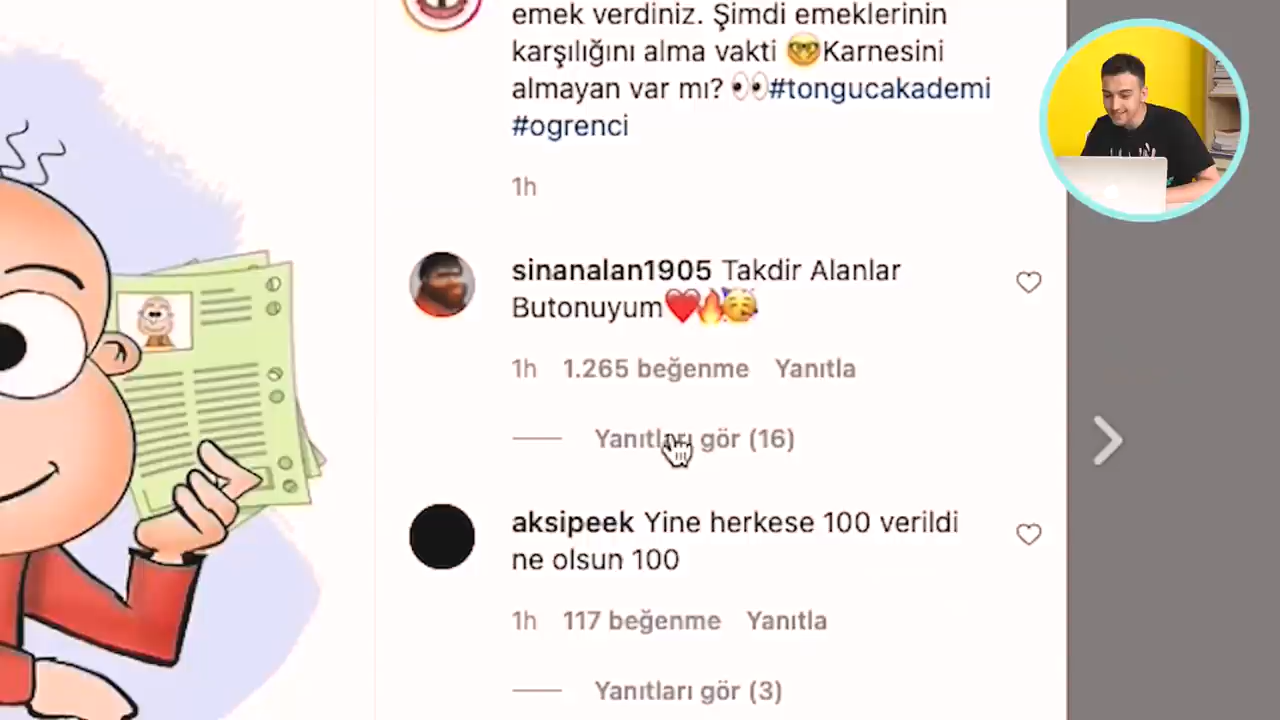 emek verdiniz. Şimdi emeklerinin
karşılığını alma vakti 🤓Karnesini
almayan var mı? 👀#tongucakademi
#ogrenci
1h
sinanalan1905 Takdir Alanlar
Butonuyum❤️🔥🥳
1h 1.265 beğenme Yanıtla
Yanıtları gör (16)
aksipeek Yine herkese 100 verildi
ne olsun 100
1h 117 beğenme Yanıtla
Yanıtları gör (3)